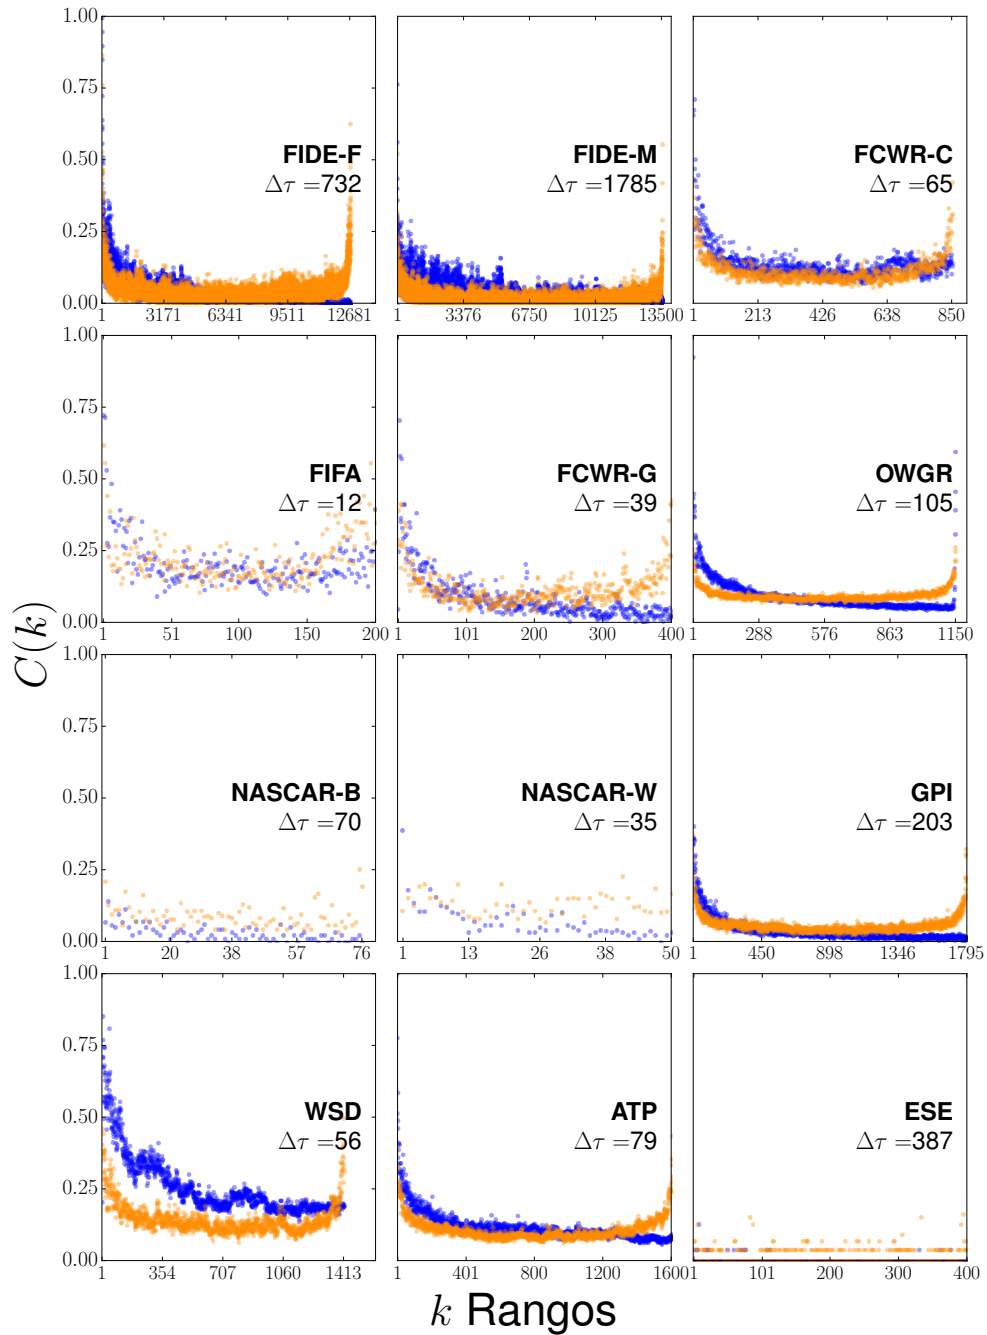 1.00
0.75
0.50
0.25
0.00
FIDE-F
Δτ =732
1 3171 6341 9511 12681
FIDE-M
Δτ =1785
1 3376 6750 10125 13500
FCWR-C
Δτ =65
1 213 426 638 850
1.00
0.75
0.50
0.25
0.00
FIFA
Δτ =12
1 51 100 150 200
FCWR-G
Δτ =39
1 101 200 300 400
OWGR
Δτ =105
1 288 576 863 1150
C(k)
1.00
0.75
0.50
0.25
0.00
NASCAR-B
Δτ =70
1 20 38 57 76
NASCAR-W
Δτ =35
1 13 26 38 50
GPI
Δτ =203
1 450 898 1346 1795
1.00
0.75
0.50
0.25
0.00
WSD
Δτ =56
1 354 707 1060 1413
ATP
Δτ =79
1 401 801 1200 1600
ESE
Δτ =387
1 101 200 300 400
k Rangos